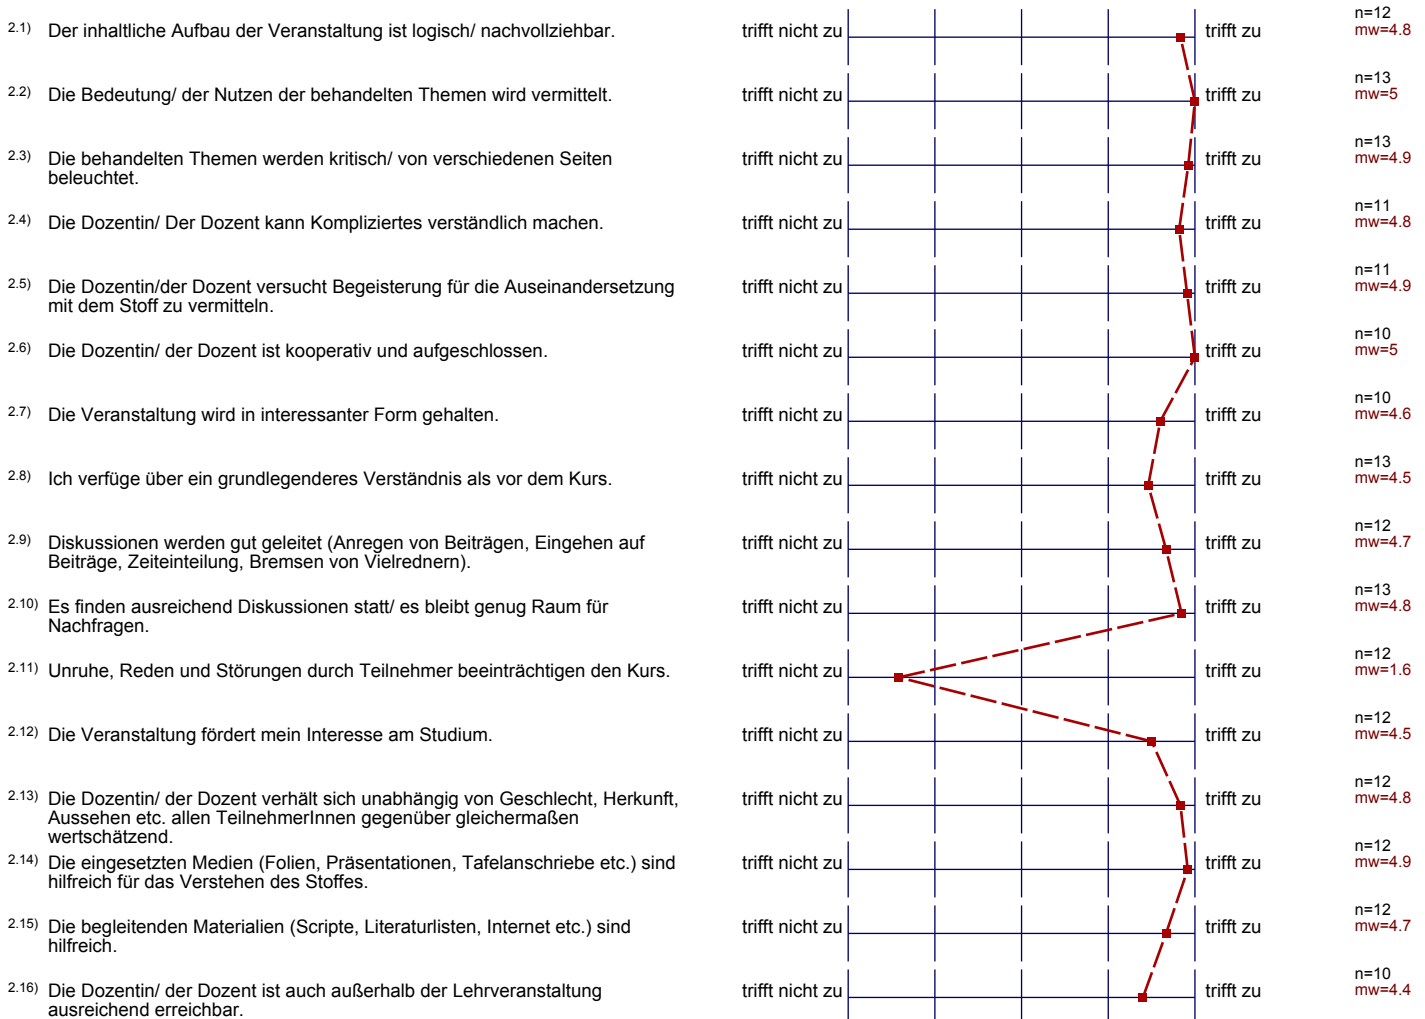 n=12
2.1) Der inhaltliche Aufbau der Veranstaltung ist logisch/ nachvollziehbar. trifft nicht zu trifft zu mw=4.8
n=13
2.2) Die Bedeutung/ der Nutzen der behandelten Themen wird vermittelt. trifft nicht zu trifft zu mw=5
n=13
2.3) Die behandelten Themen werden kritisch/ von verschiedenen Seiten trifft nicht zu trifft zu mw=4.9
beleuchtet.
n=11
2.4) Die Dozentin/ Der Dozent kann Kompliziertes verständlich machen. trifft nicht zu trifft zu mw=4.8
n=11
2.5) Die Dozentin/der Dozent versucht Begeisterung für die Auseinandersetzung trifft nicht zu trifft zu mw=4.9
mit dem Stoff zu vermitteln.
n=10
2.6) Die Dozentin/ der Dozent ist kooperativ und aufgeschlossen. trifft nicht zu trifft zu mw=5
n=10
2.7) Die Veranstaltung wird in interessanter Form gehalten. trifft nicht zu trifft zu mw=4.6
n=13
2.8) Ich verfüge über ein grundlegenderes Verständnis als vor dem Kurs. trifft nicht zu trifft zu mw=4.5
n=12
2.9) Diskussionen werden gut geleitet (Anregen von Beiträgen, Eingehen auf trifft nicht zu trifft zu mw=4.7
Beiträge, Zeiteinteilung, Bremsen von Vielrednern).
n=13
2.10) Es finden ausreichend Diskussionen statt/ es bleibt genug Raum für trifft nicht zu trifft zu mw=4.8
Nachfragen.
n=12
2.11) Unruhe, Reden und Störungen durch Teilnehmer beeinträchtigen den Kurs. trifft nicht zu trifft zu mw=1.6
n=12
2.12) Die Veranstaltung fördert mein Interesse am Studium. trifft nicht zu trifft zu mw=4.5
n=12
2.13) Die Dozentin/ der Dozent verhält sich unabhängig von Geschlecht, Herkunft, trifft nicht zu trifft zu mw=4.8
Aussehen etc. allen TeilnehmerInnen gegenüber gleichermaßen
wertschätzend.
n=12
2.14) Die eingesetzten Medien (Folien, Präsentationen, Tafelanschriebe etc.) sind trifft nicht zu trifft zu mw=4.9
hilfreich für das Verstehen des Stoffes.
n=12
2.15) Die begleitenden Materialien (Scripte, Literaturlisten, Internet etc.) sind trifft nicht zu trifft zu mw=4.7
hilfreich.
n=10
2.16) Die Dozentin/ der Dozent ist auch außerhalb der Lehrveranstaltung trifft nicht zu trifft zu mw=4.4
ausreichend erreichbar.